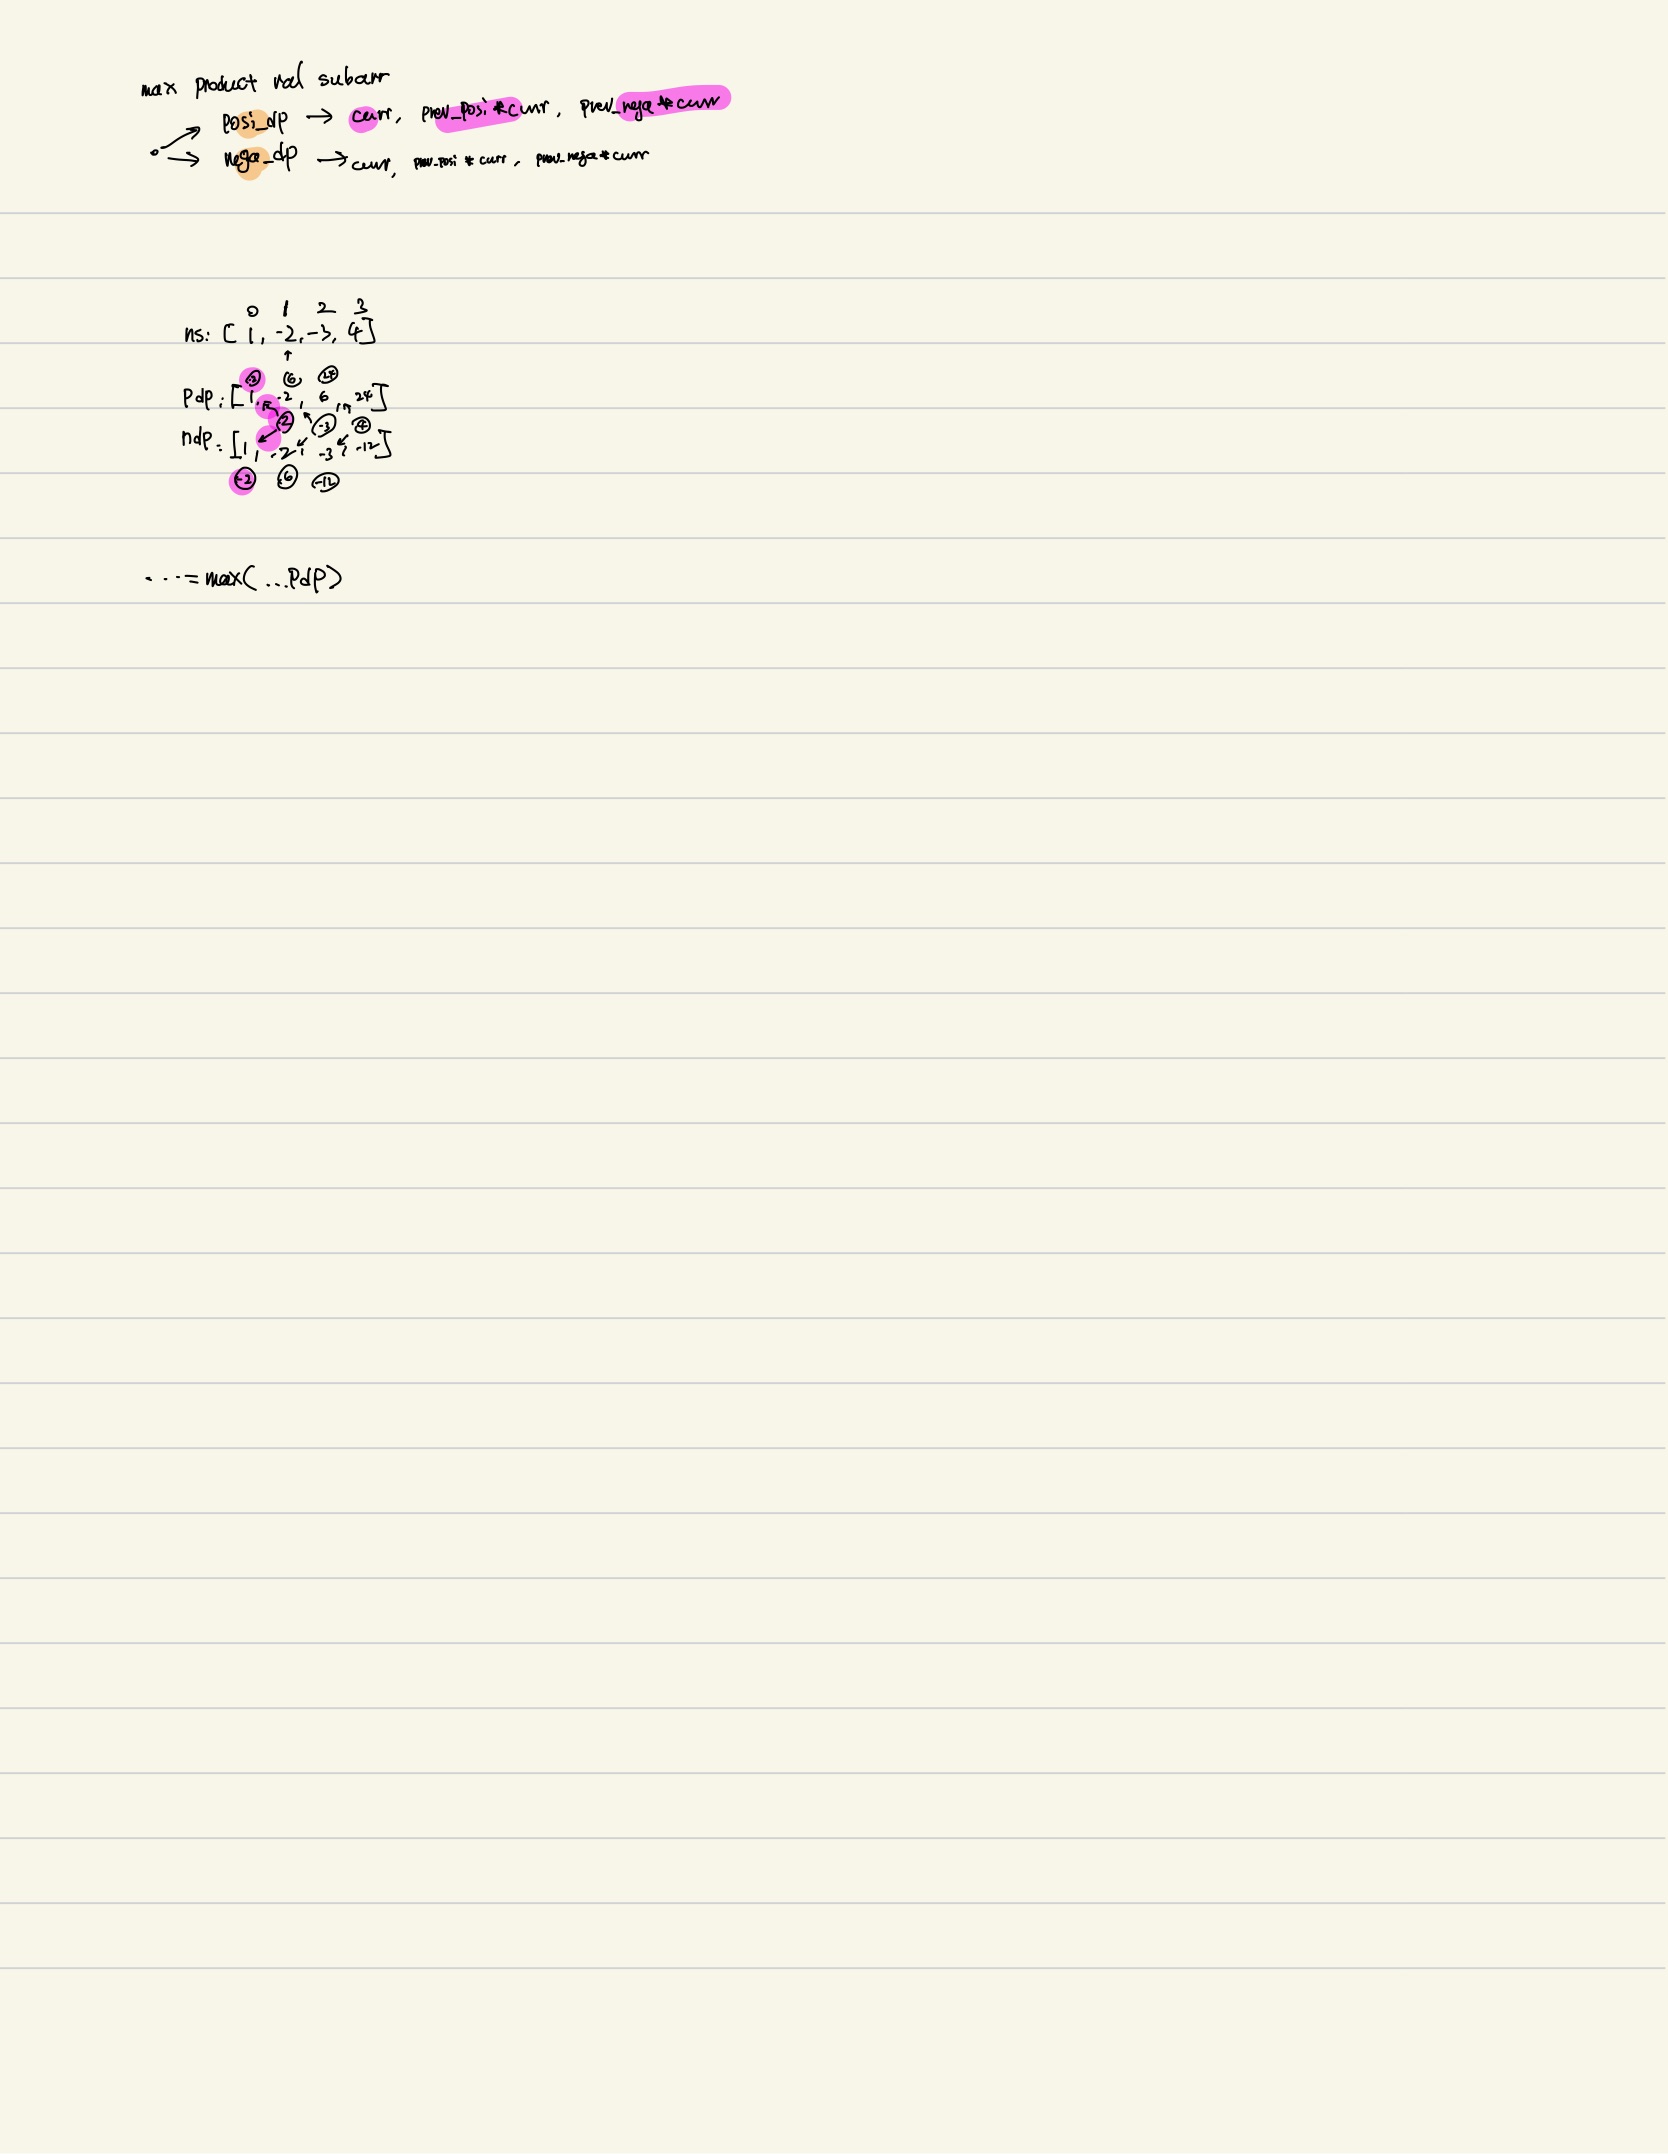 max product val subarr
posi_dp → curr, prev_posi * curr, prev_nega * curr
nega_dp → curr, prev_posi * curr, prev_nega * curr
0 1 2 3
ns: [1, -2, -3, 4]
↑
-2 6 24
Pdp: [1, -2, 6, 24]
-2 -3 4
ndp: [1, -2, -3, -12]
-2 6 -12
....= max(...Pdp)